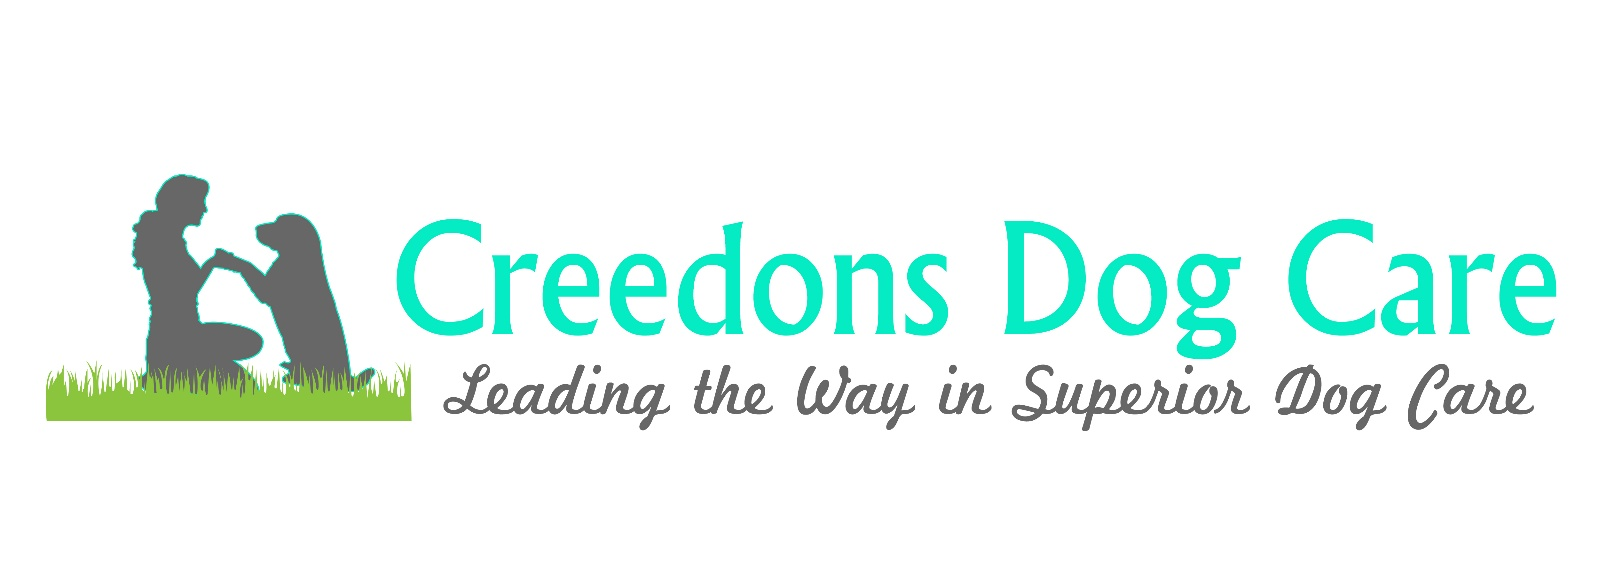 Creedons Dog Care
Leading the Way in Superior Dog Care